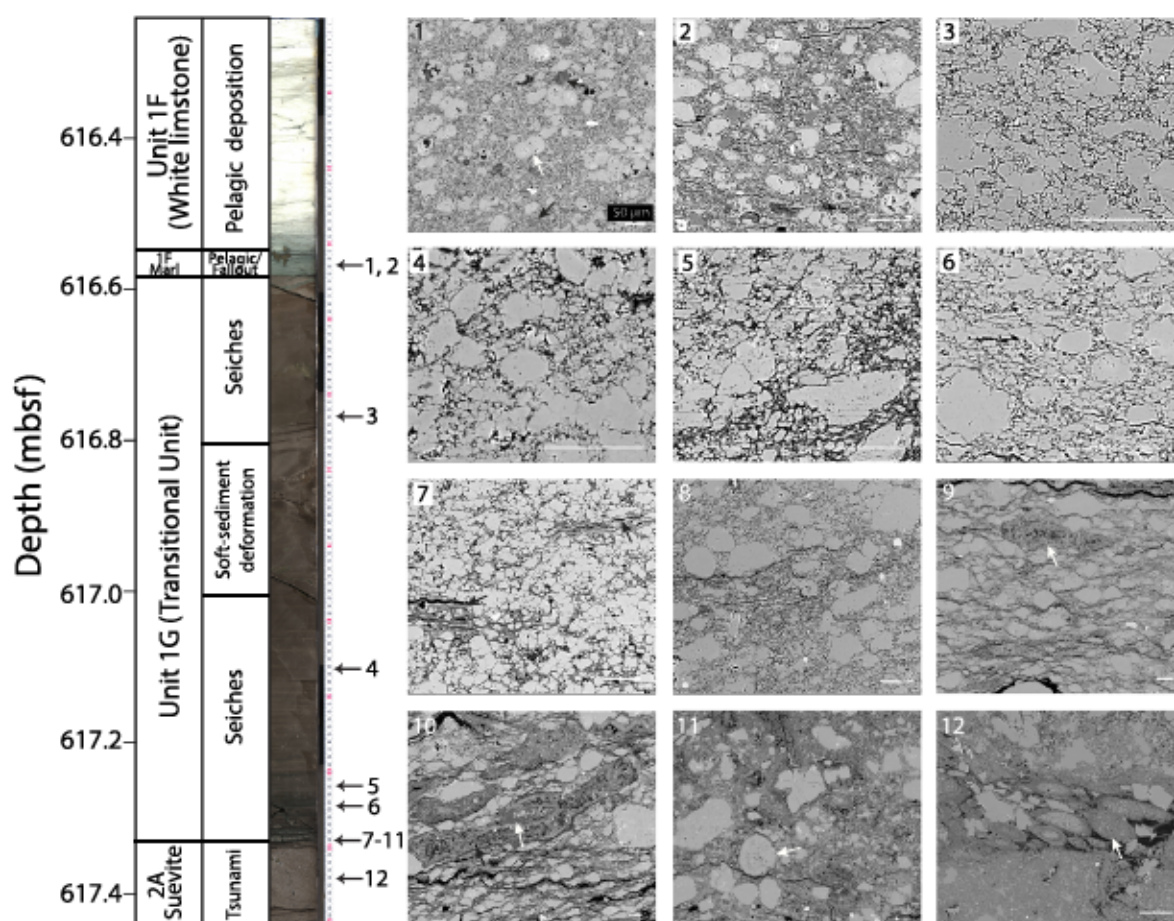 Depth (mbsf)
616.4
616.6
616.8
617.0
617.2
617.4
Unit 1F
(White limstone)
Pelagic deposition
1F
Marl
Pelagic/
Fallout
Unit 1G (Transitional Unit)
Seiches
Soft-sediment
deformation
Seiches
2A
Suevite
Tsunami
1,2
3
4
5
6
7-11
12
1
50 µm
2
3
4
5
6
7
8
9
10
11
12